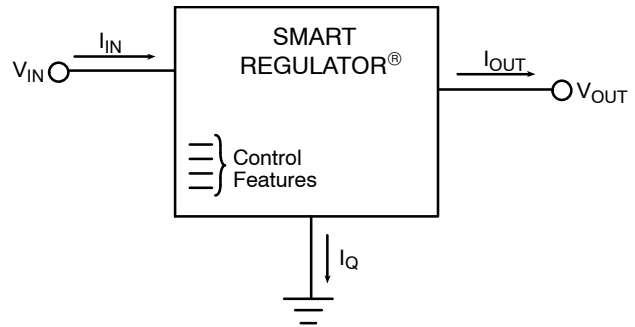 I_IN
V_IN
SMART
REGULATOR®
I_OUT
V_OUT
Control
Features
I_Q